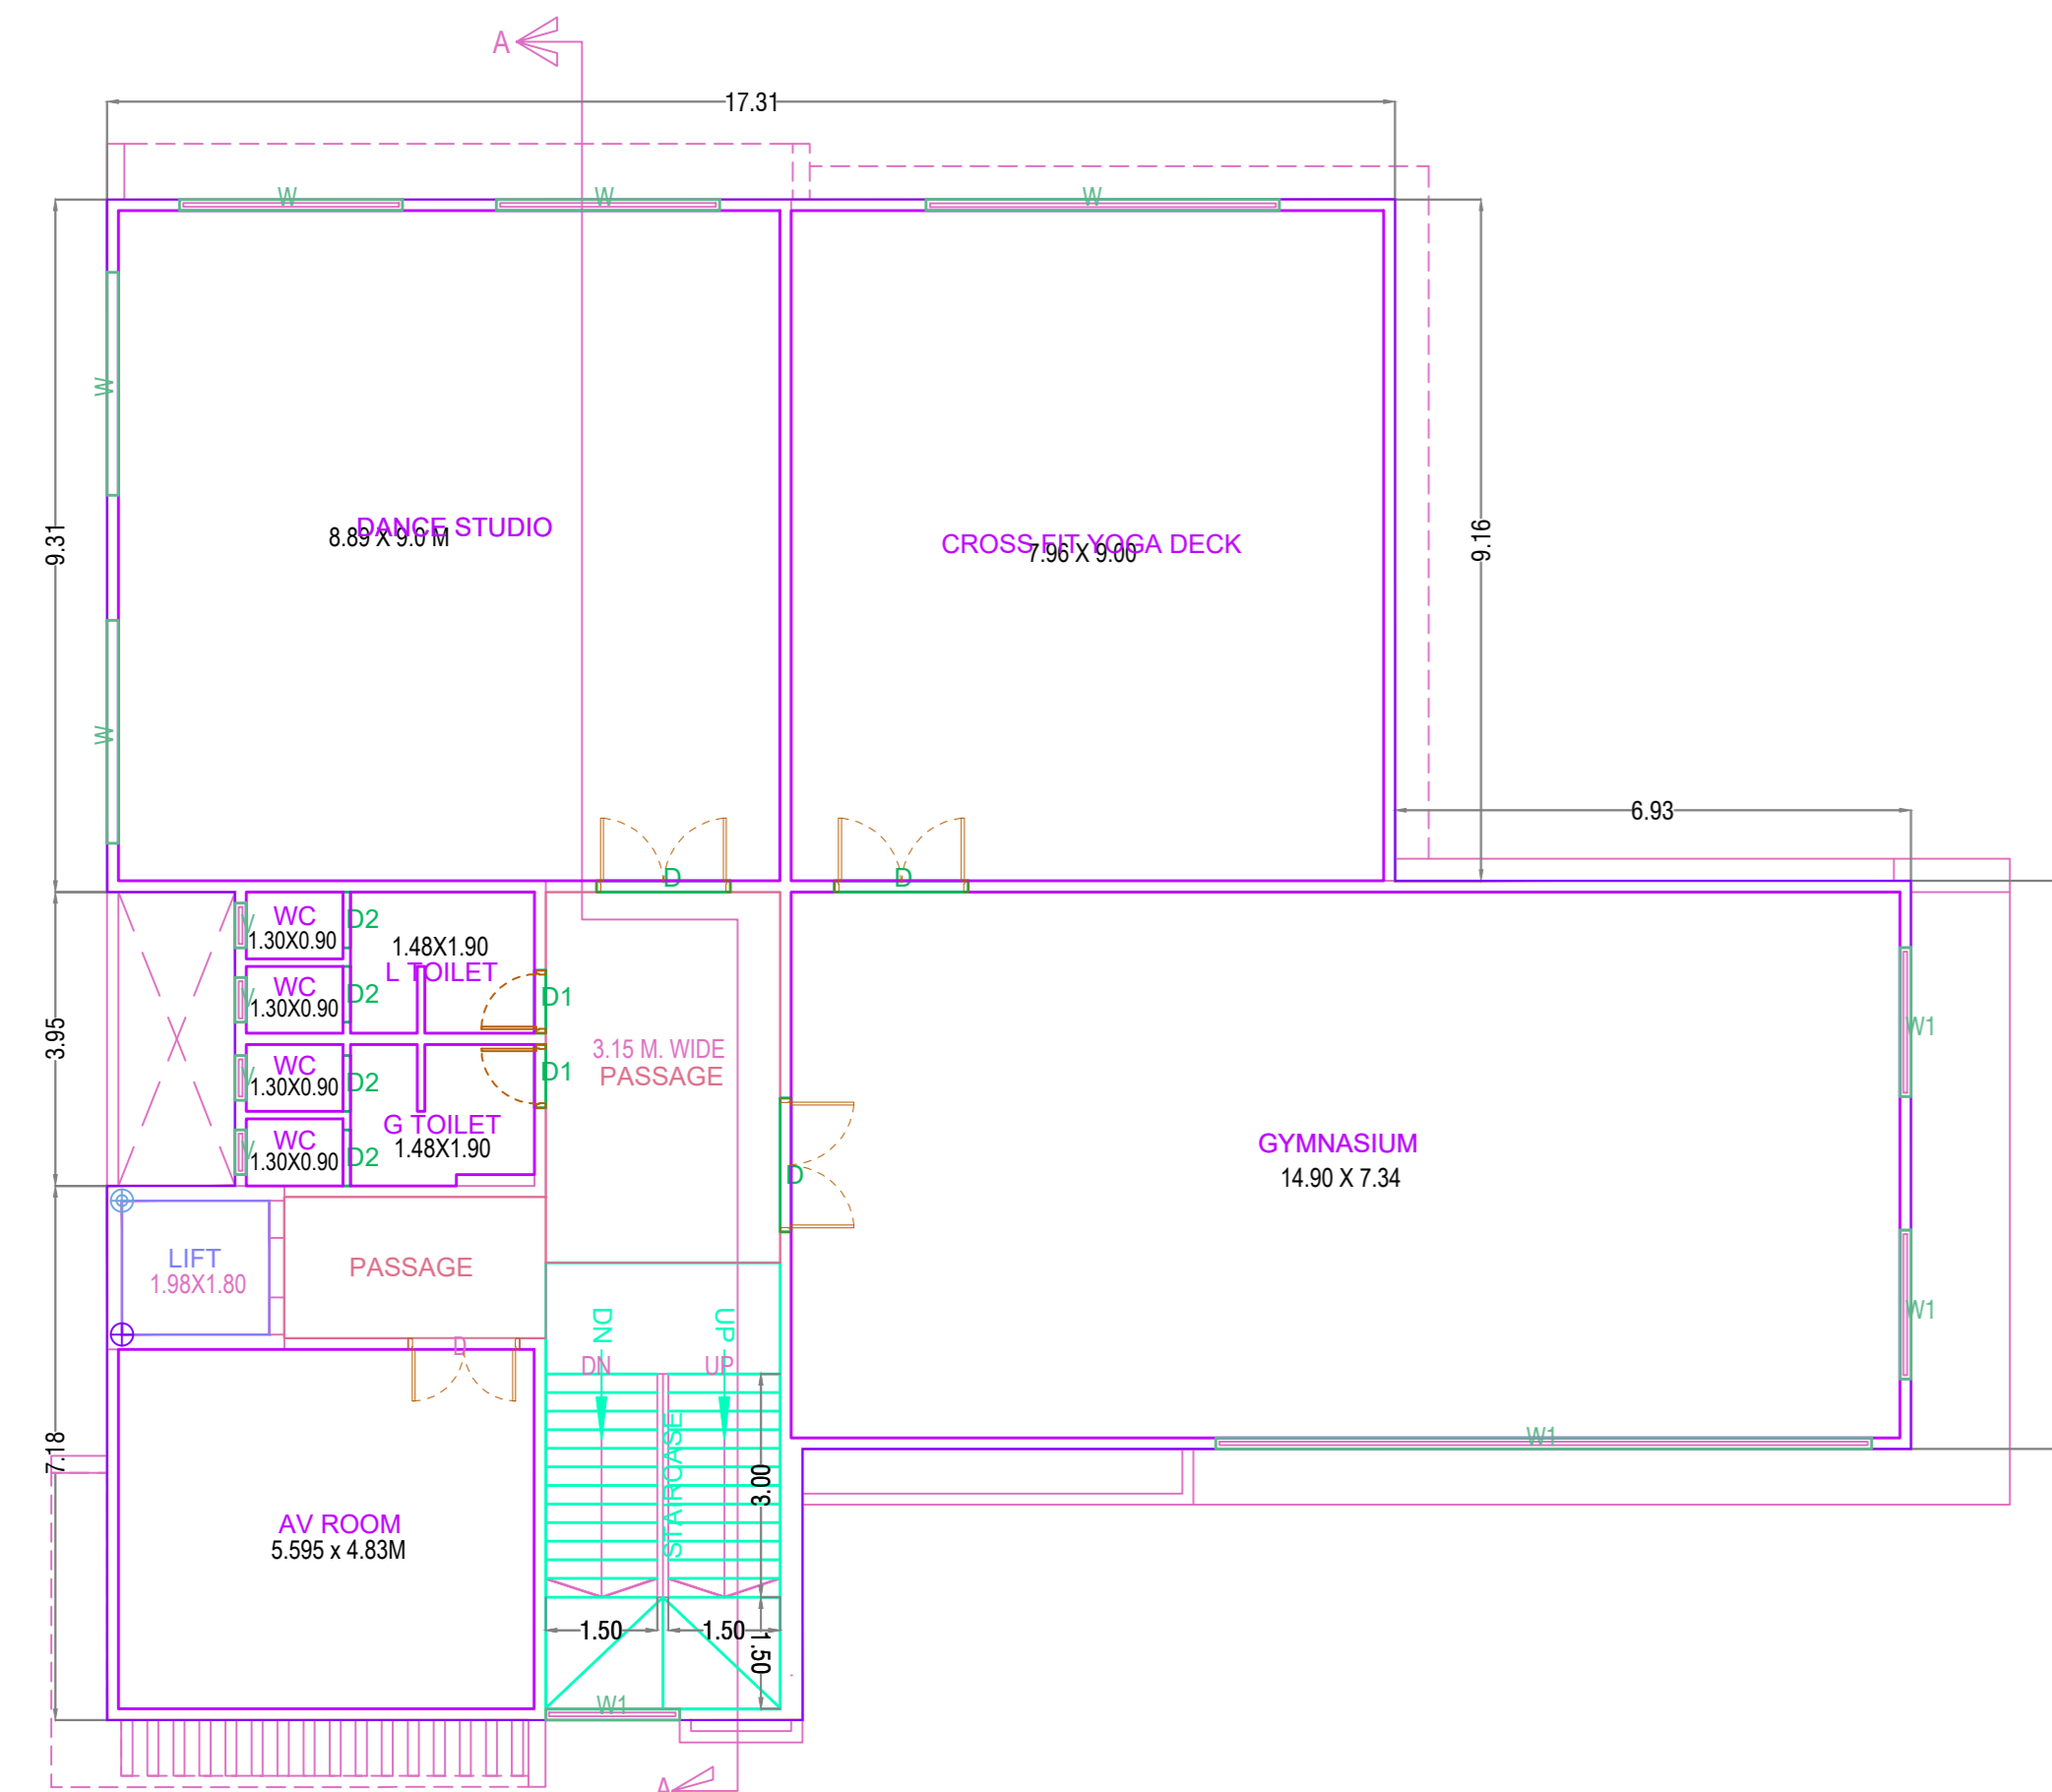 A
17.31
W
W
W
9.31
W
W
9.16
DANCE STUDIO
8.89 X 9.0 M
CROSS FIT YOGA DECK
7.96 X 9.00
6.93
D
D
3.95
V
WC
1.30X0.90
D2
1.48X1.90
L TOILET
V
WC
1.30X0.90
D2
D1
W1
3.15 M. WIDE
PASSAGE
V
WC
1.30X0.90
D2
D1
G TOILET
1.48X1.90
V
WC
1.30X0.90
D2
D
GYMNASIUM
14.90 X 7.34
LIFT
1.98X1.80
PASSAGE
W1
DN
UP
D
DN
UP
7.18
STAIRCASE
3.00
W1
AV ROOM
5.595 x 4.83M
1.50
1.50
1.50
W1
A